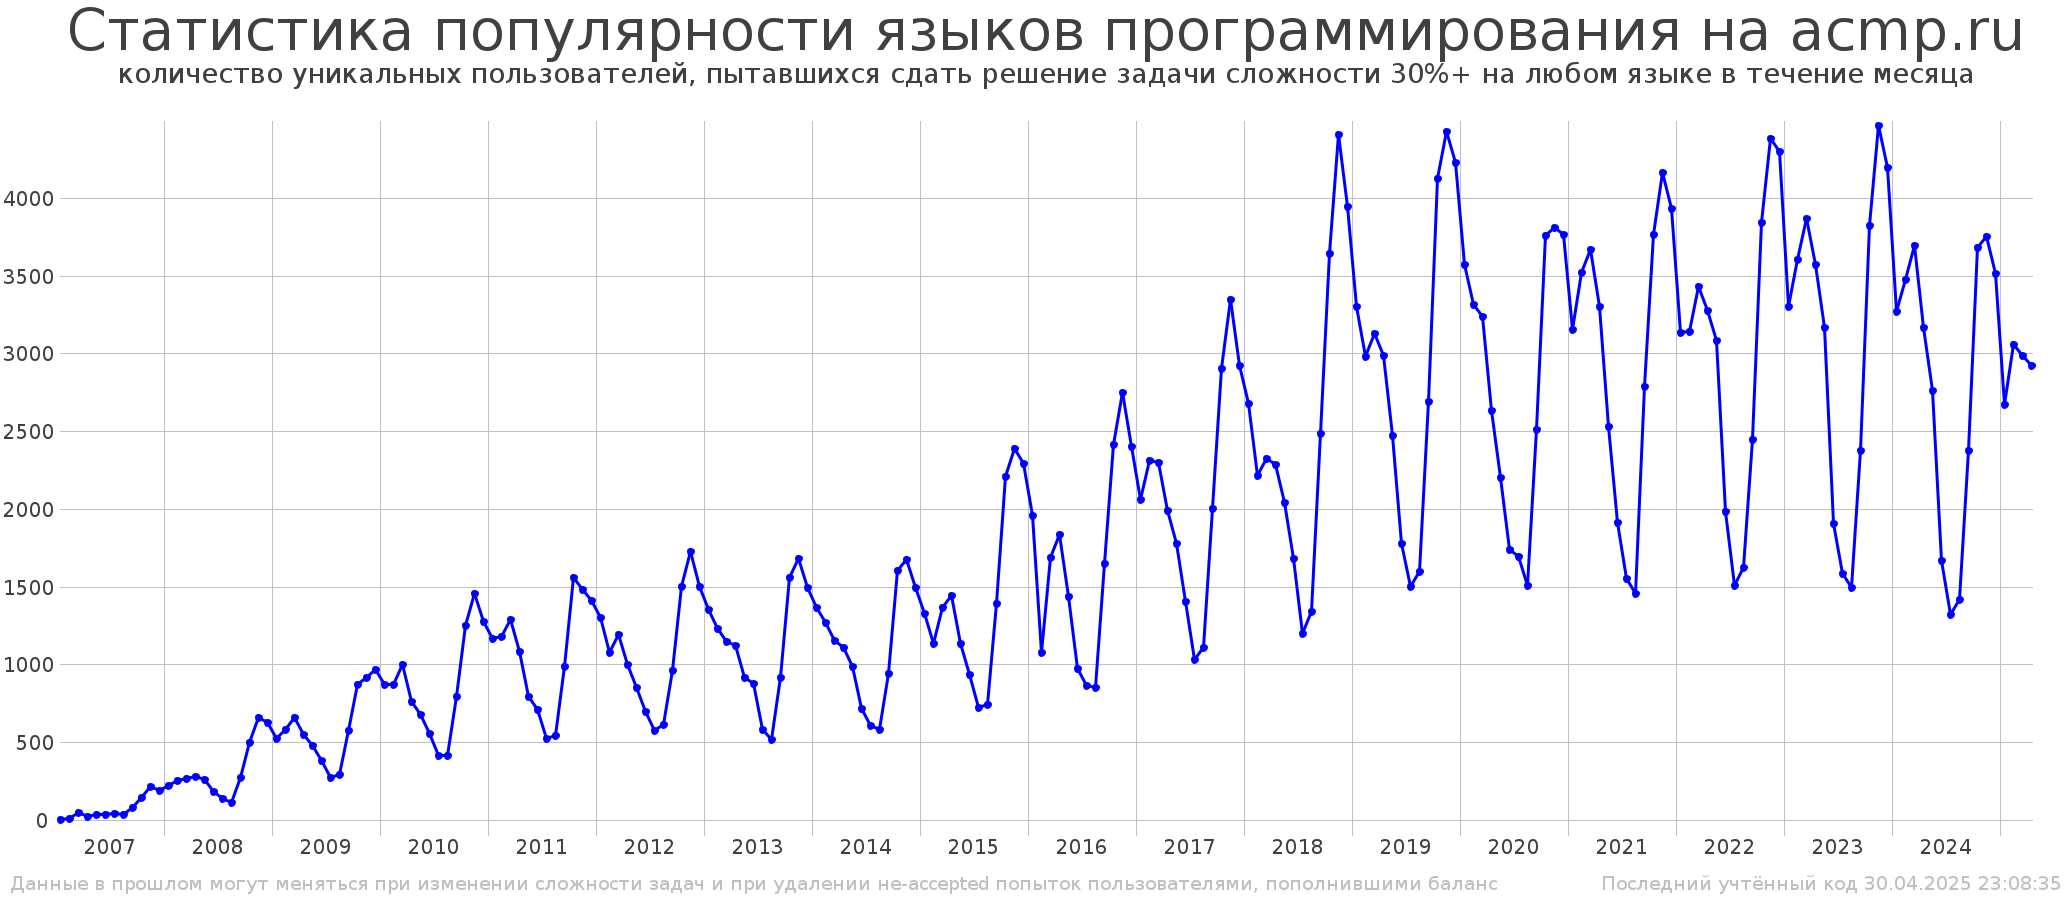 Статистика популярности языков программирования на acmp.ru
количество уникальных пользователей, пытавшихся сдать решение задачи сложности 30%+ на любом языке в течение месяца
4000
3500
3000
2500
2000
1500
1000
500
0
2007 2008 2009 2010 2011 2012 2013 2014 2015 2016 2017 2018 2019 2020 2021 2022 2023 2024
Данные в прошлом могут меняться при изменении сложности задач и при удалении не-accepted попыток пользователями, пополнившими баланс Последний учтённый код 30.04.2025 23:08:35